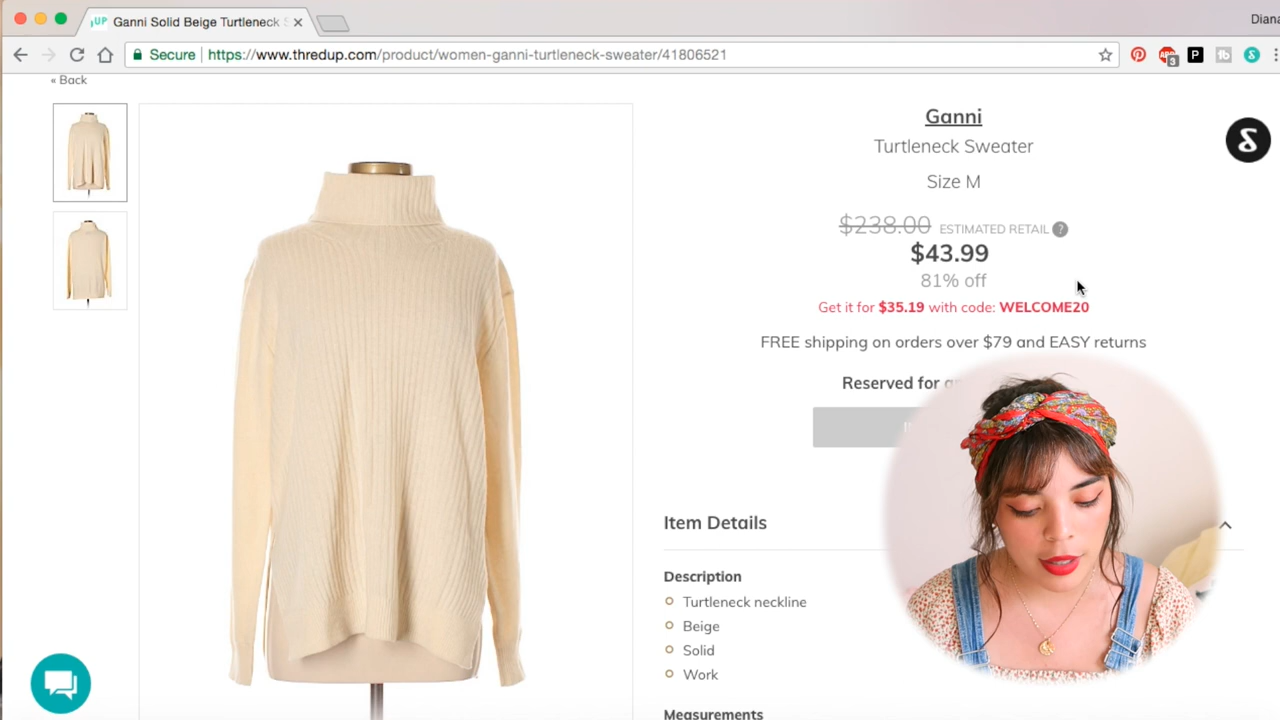 UP Ganni Solid Beige Turtleneck S
Diana
Secure https://www.thredup.com/product/women-ganni-turtleneck-sweater/41806521
3
P
« Back
Ganni
Turtleneck Sweater
Size M
$238.00 ESTIMATED RETAIL ?
$43.99
81% off
Get it for $35.19 with code: WELCOME20
FREE shipping on orders over $79 and EASY returns
Reserved for
Item Details
Description
Turtleneck neckline
Beige
Solid
Work
Measurements